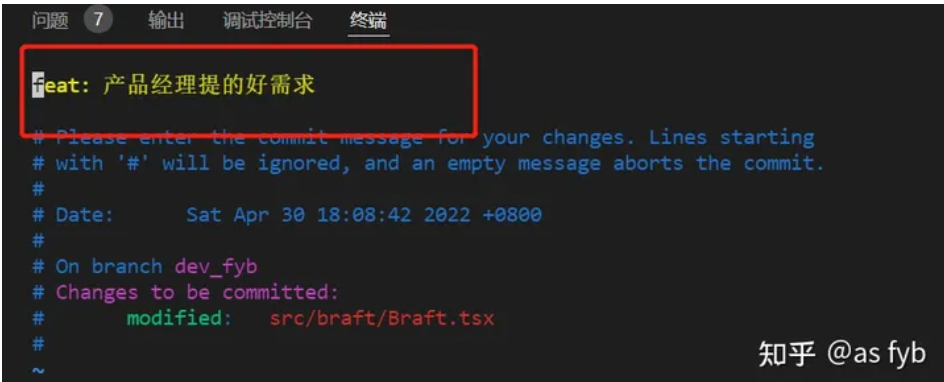 问题 7 输出 调试控制台 终端
feat: 产品经理提的好需求
# Please enter the commit message for your changes. Lines starting
# with '#' will be ignored, and an empty message aborts the commit.
#
# Date:      Sat Apr 30 18:08:42 2022 +0800
#
# On branch dev_fyb
# Changes to be committed:
#       modified:   src/braft/Braft.tsx
#
~
知乎 @as fyb